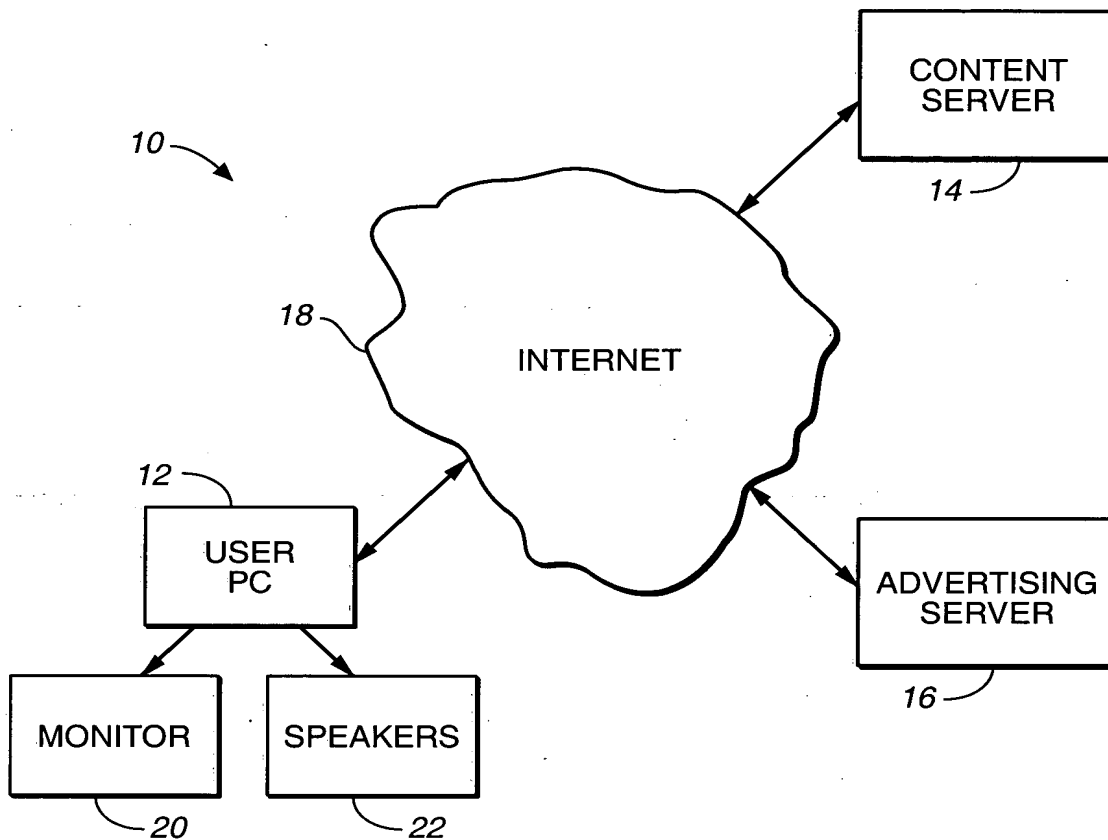 CONTENT
SERVER
14
10
18
INTERNET
12
USER
PC
ADVERTISING
SERVER
16
MONITOR
20
SPEAKERS
22